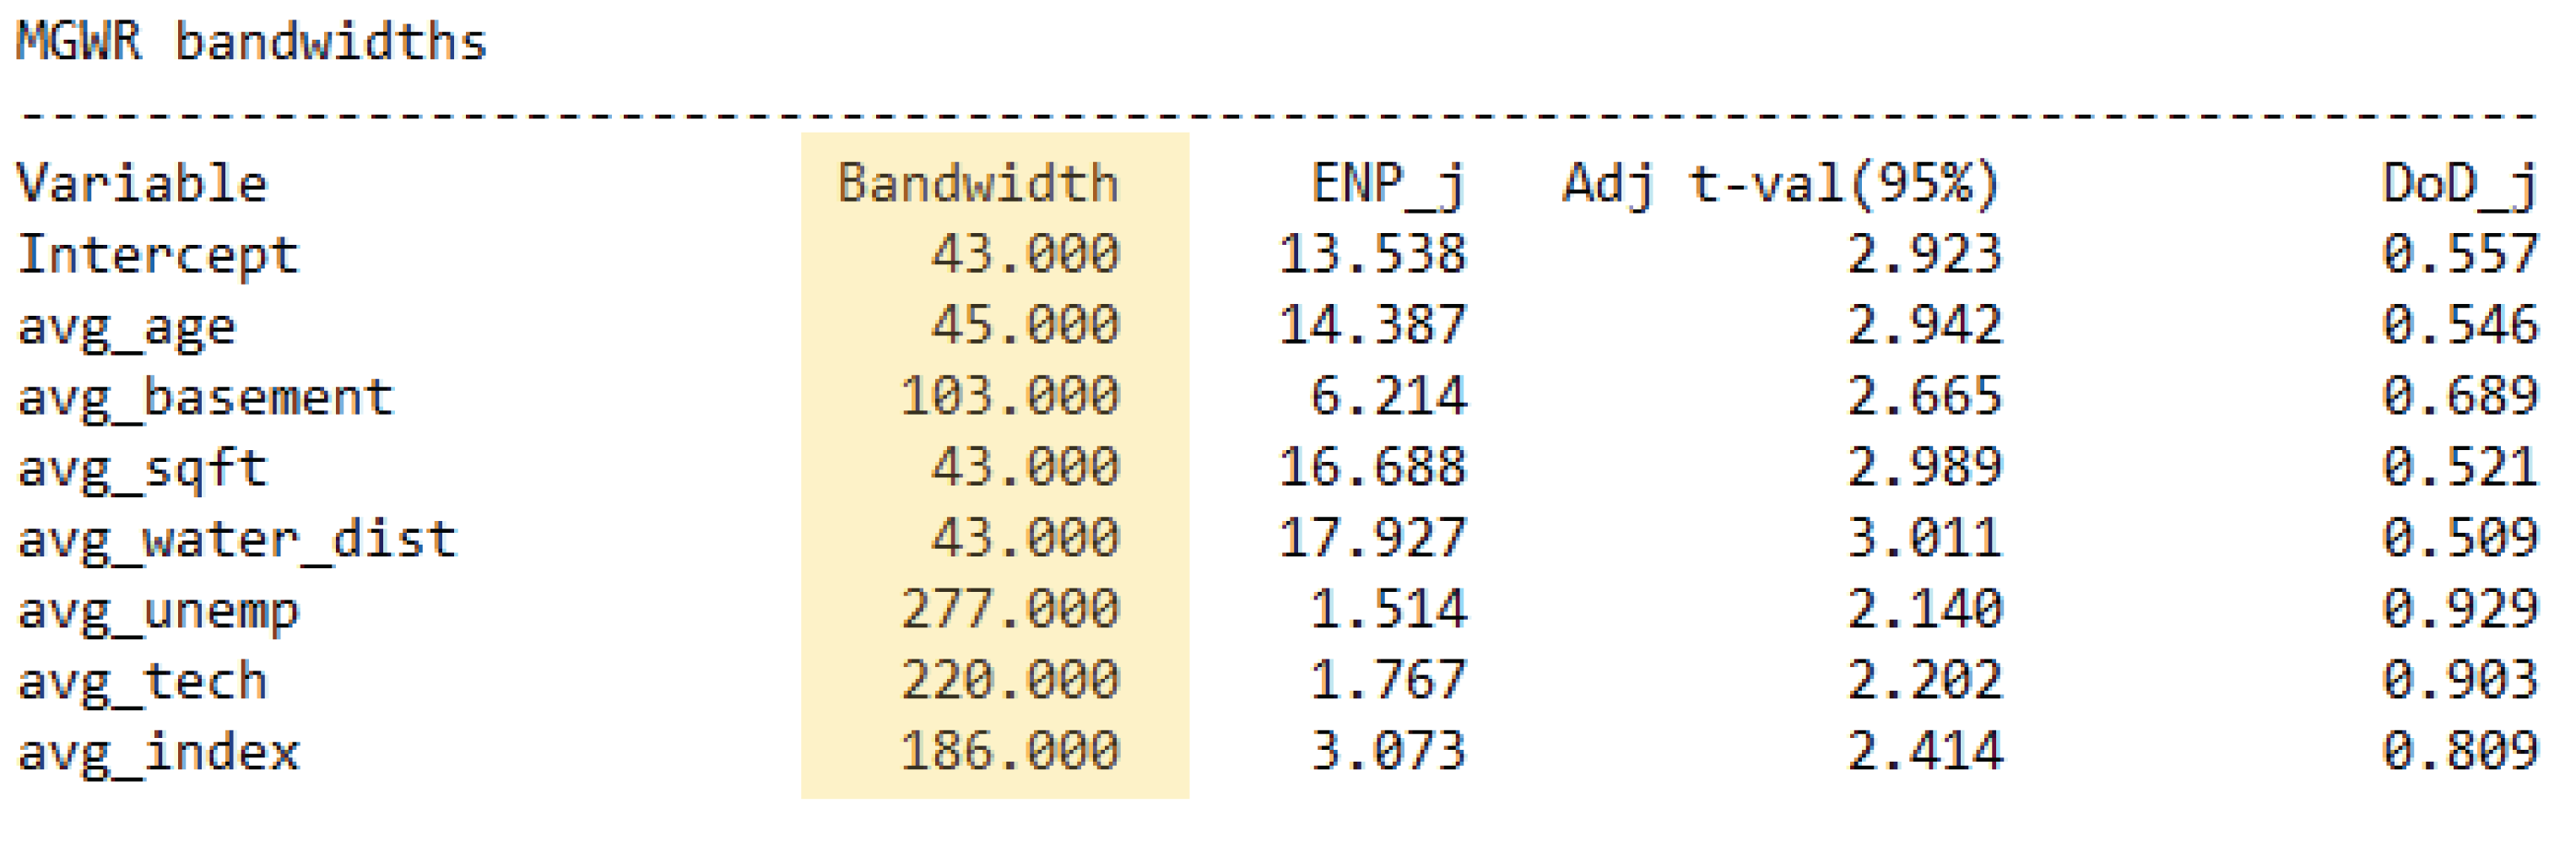 MGWR bandwidths
--------------------------------------------------------------------------------
Variable Bandwidth ENP_j Adj t-val(95%) DoD_j
Intercept 43.000 13.538 2.923 0.557
avg_age 45.000 14.387 2.942 0.546
avg_basement 103.000 6.214 2.665 0.689
avg_sqft 43.000 16.688 2.989 0.521
avg_water_dist 43.000 17.927 3.011 0.509
avg_unemp 277.000 1.514 2.140 0.929
avg_tech 220.000 1.767 2.202 0.903
avg_index 186.000 3.073 2.414 0.809